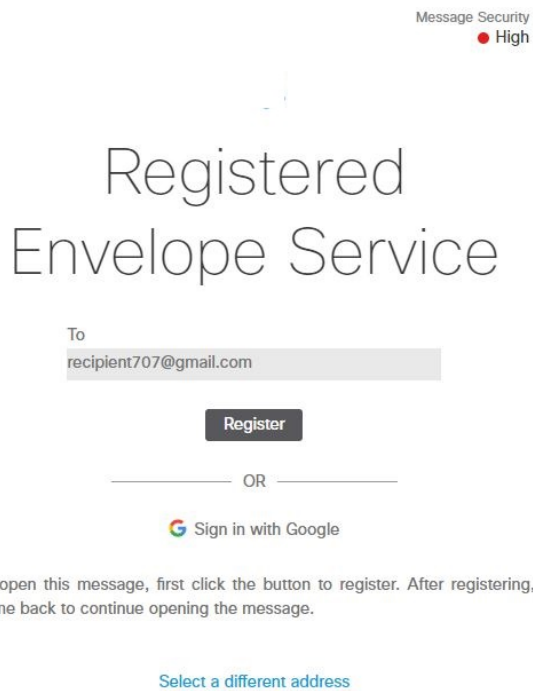 Message Security
High
Registered
Envelope Service
To
recipient707@gmail.com
Register
OR
Sign in with Google
open this message, first click the button to register. After registering,
back to continue opening the message.
Select a different address